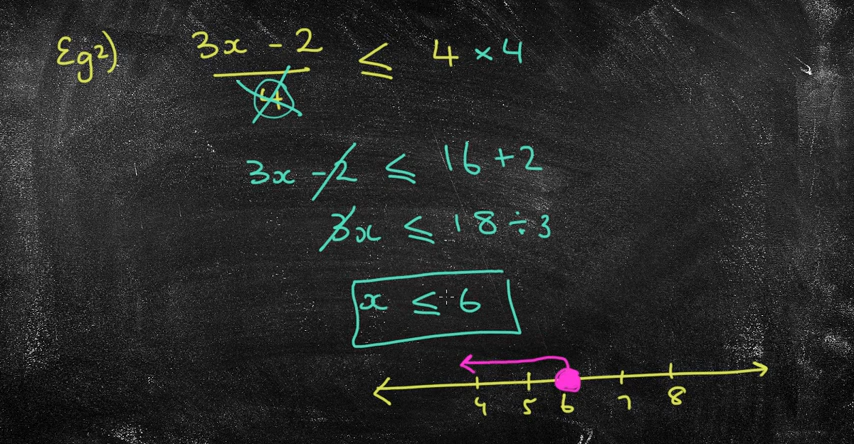 Eg2) 3x - 2 ≤ 4 × 4
4
3x - 2 ≤ 16 + 2
3x ≤ 18 ÷ 3
x ≤ 6
4 5 6 7 8